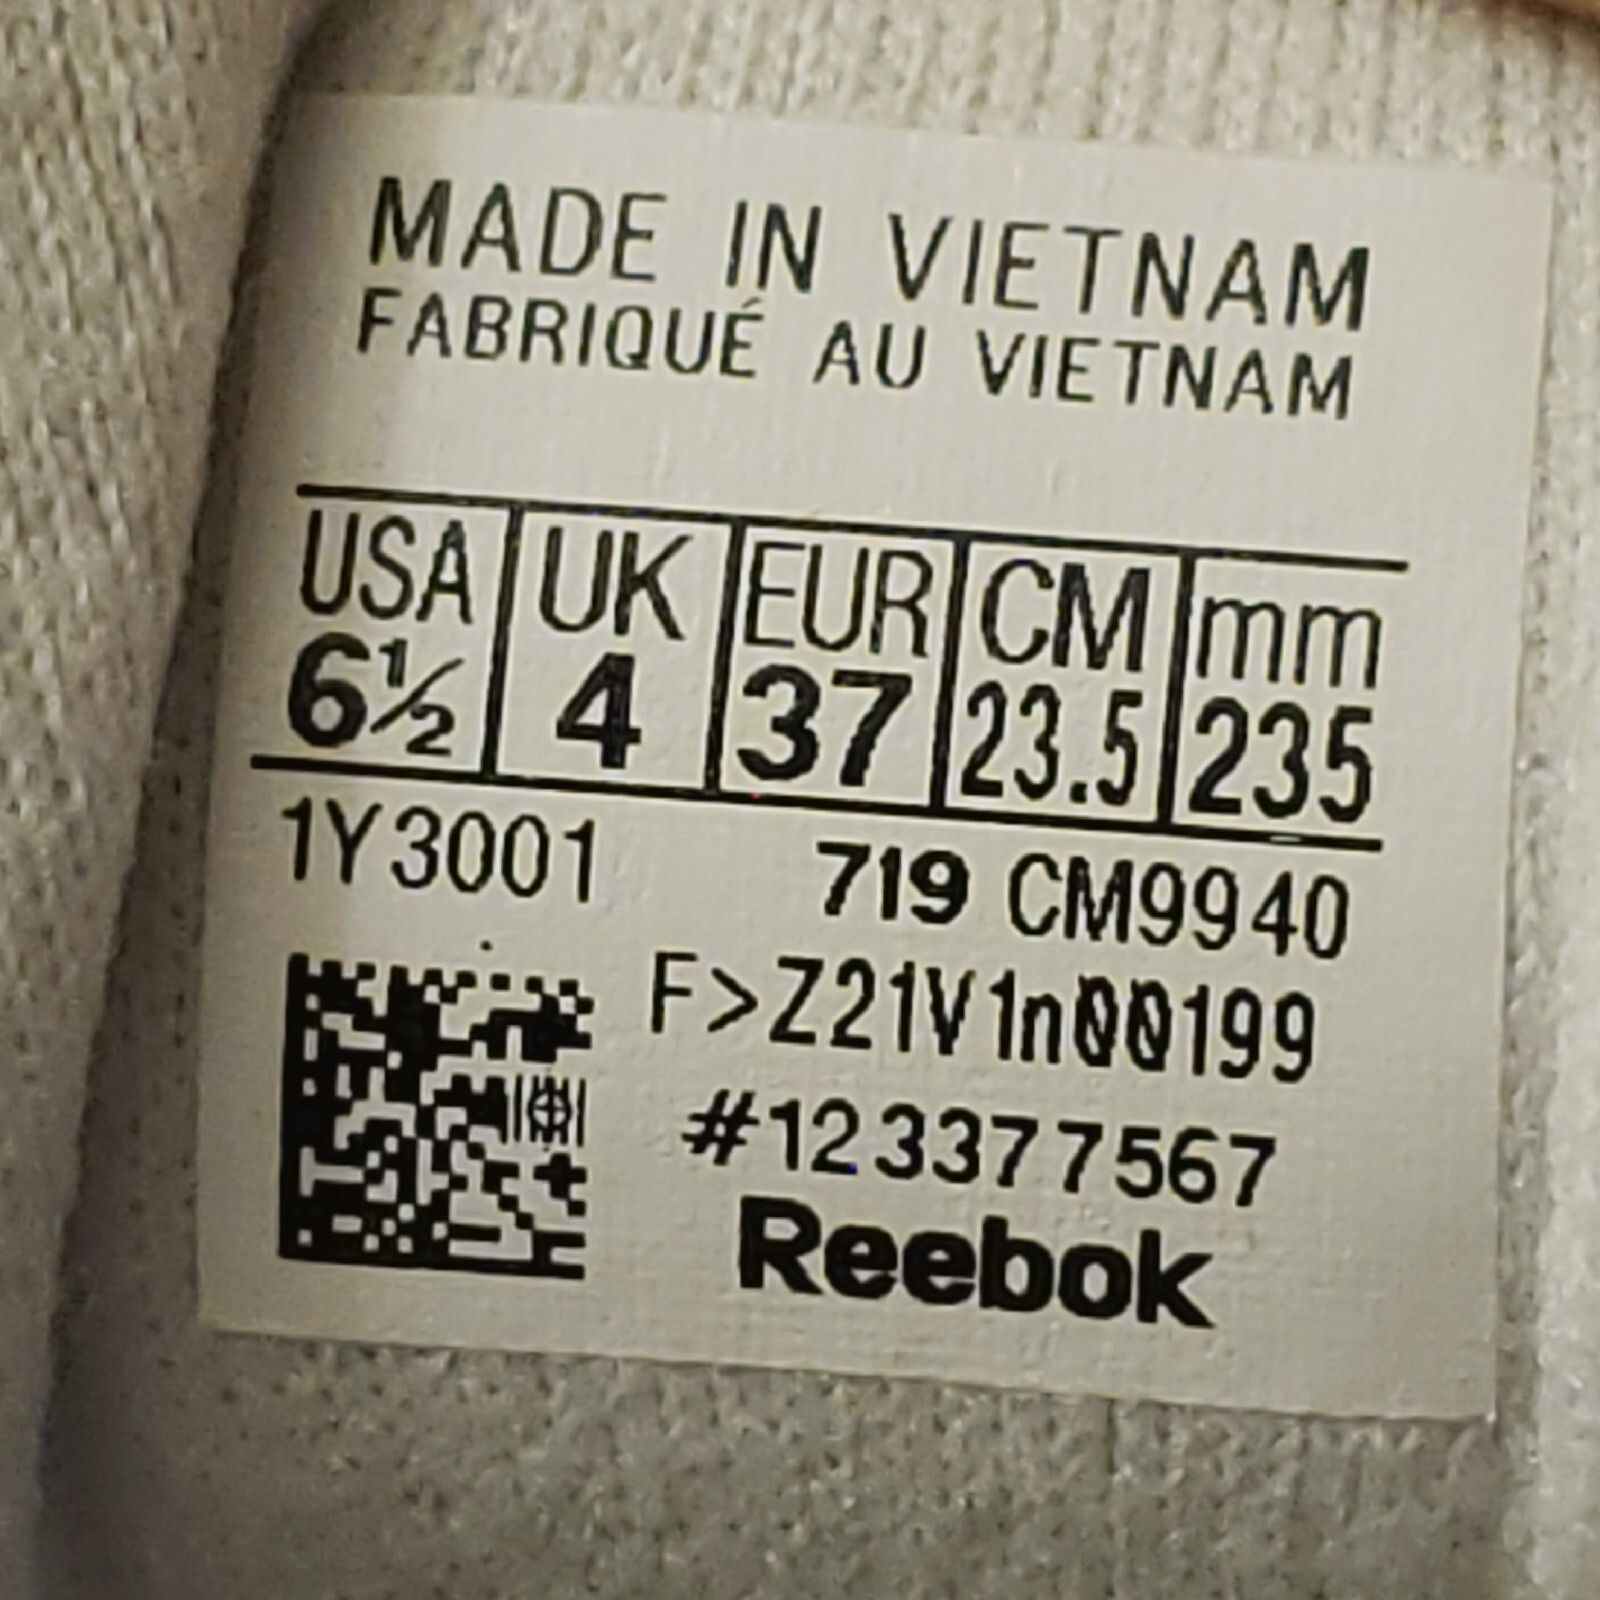 MADE IN VIETNAM
FABRIQUÉ AU VIETNAM
USA UK EUR CM mm
6½ 4 37 23.5 235
1Y3001 719 CM9940
F>Z21V1n00199
#123377567
Reebok